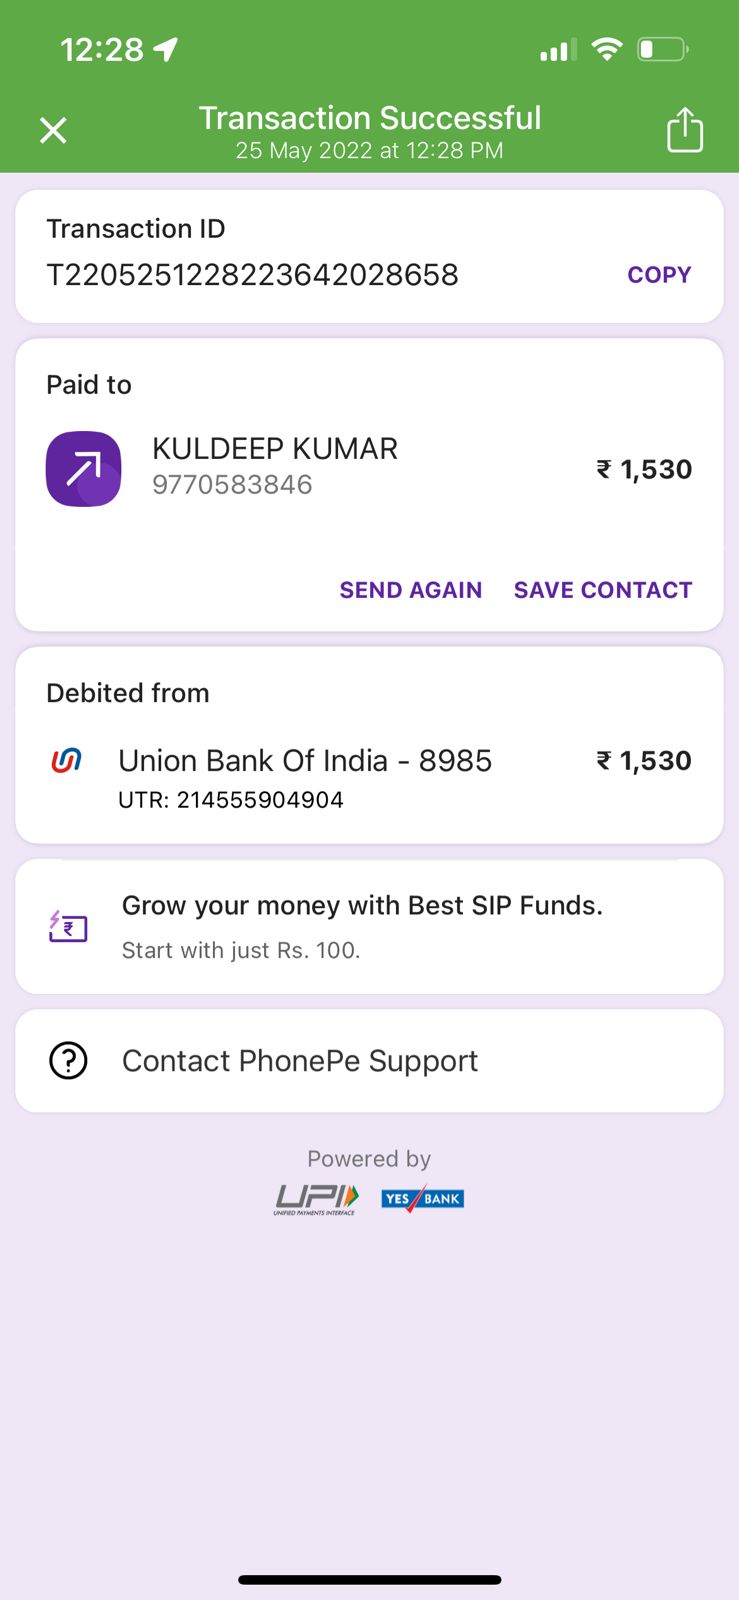 12:28
Transaction Successful
25 May 2022 at 12:28 PM
Transaction ID
T2205251228223642028658
COPY
Paid to
KULDEEP KUMAR
9770583846
₹ 1,530
SEND AGAIN SAVE CONTACT
Debited from
Union Bank Of India - 8985
₹ 1,530
UTR: 214555904904
Grow your money with Best SIP Funds.
Start with just Rs. 100.
Contact PhonePe Support
Powered by
UPI
UNIFIED PAYMENTS INTERFACE
YES BANK